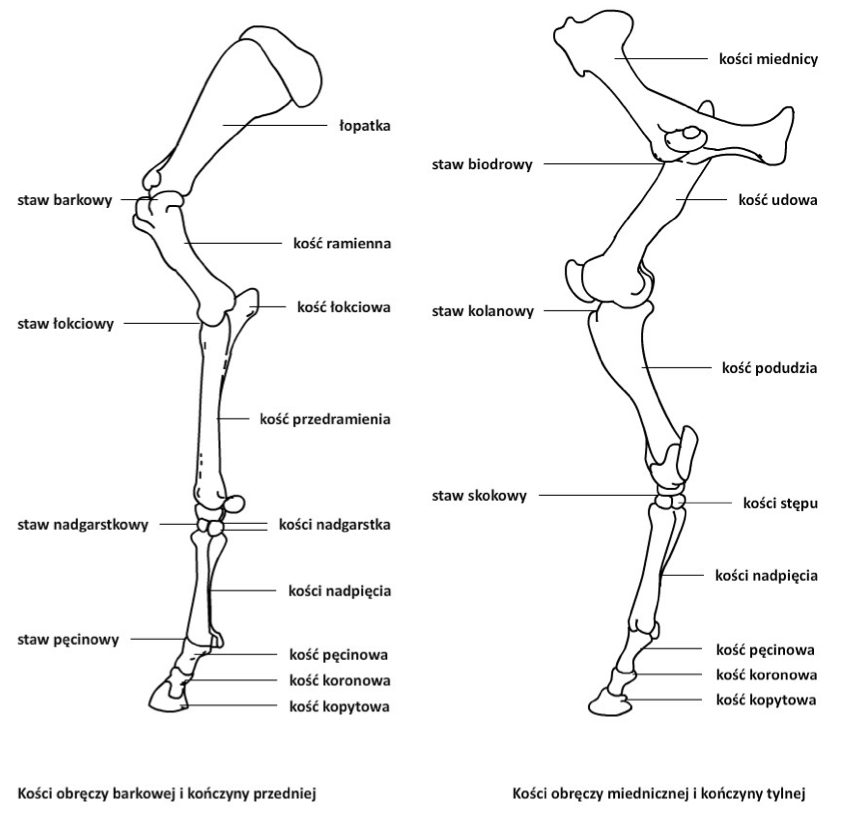 łopatka
staw barkowy
kość ramienna
kość łokciowa
staw łokciowy
kość przedramienia
staw nadgarstkowy
kości nadgarstka
kości nadpięcia
staw pęcinowy
kość pęcinowa
kość koronowa
kość kopytowa
Kości obręczy barkowej i kończyny przedniej
kości miednicy
staw biodrowy
kość udowa
staw kolanowy
kość podudzia
staw skokowy
kości stępu
kości nadpięcia
kość pęcinowa
kość koronowa
kość kopytowa
Kości obręczy miednicznej i kończyny tylnej